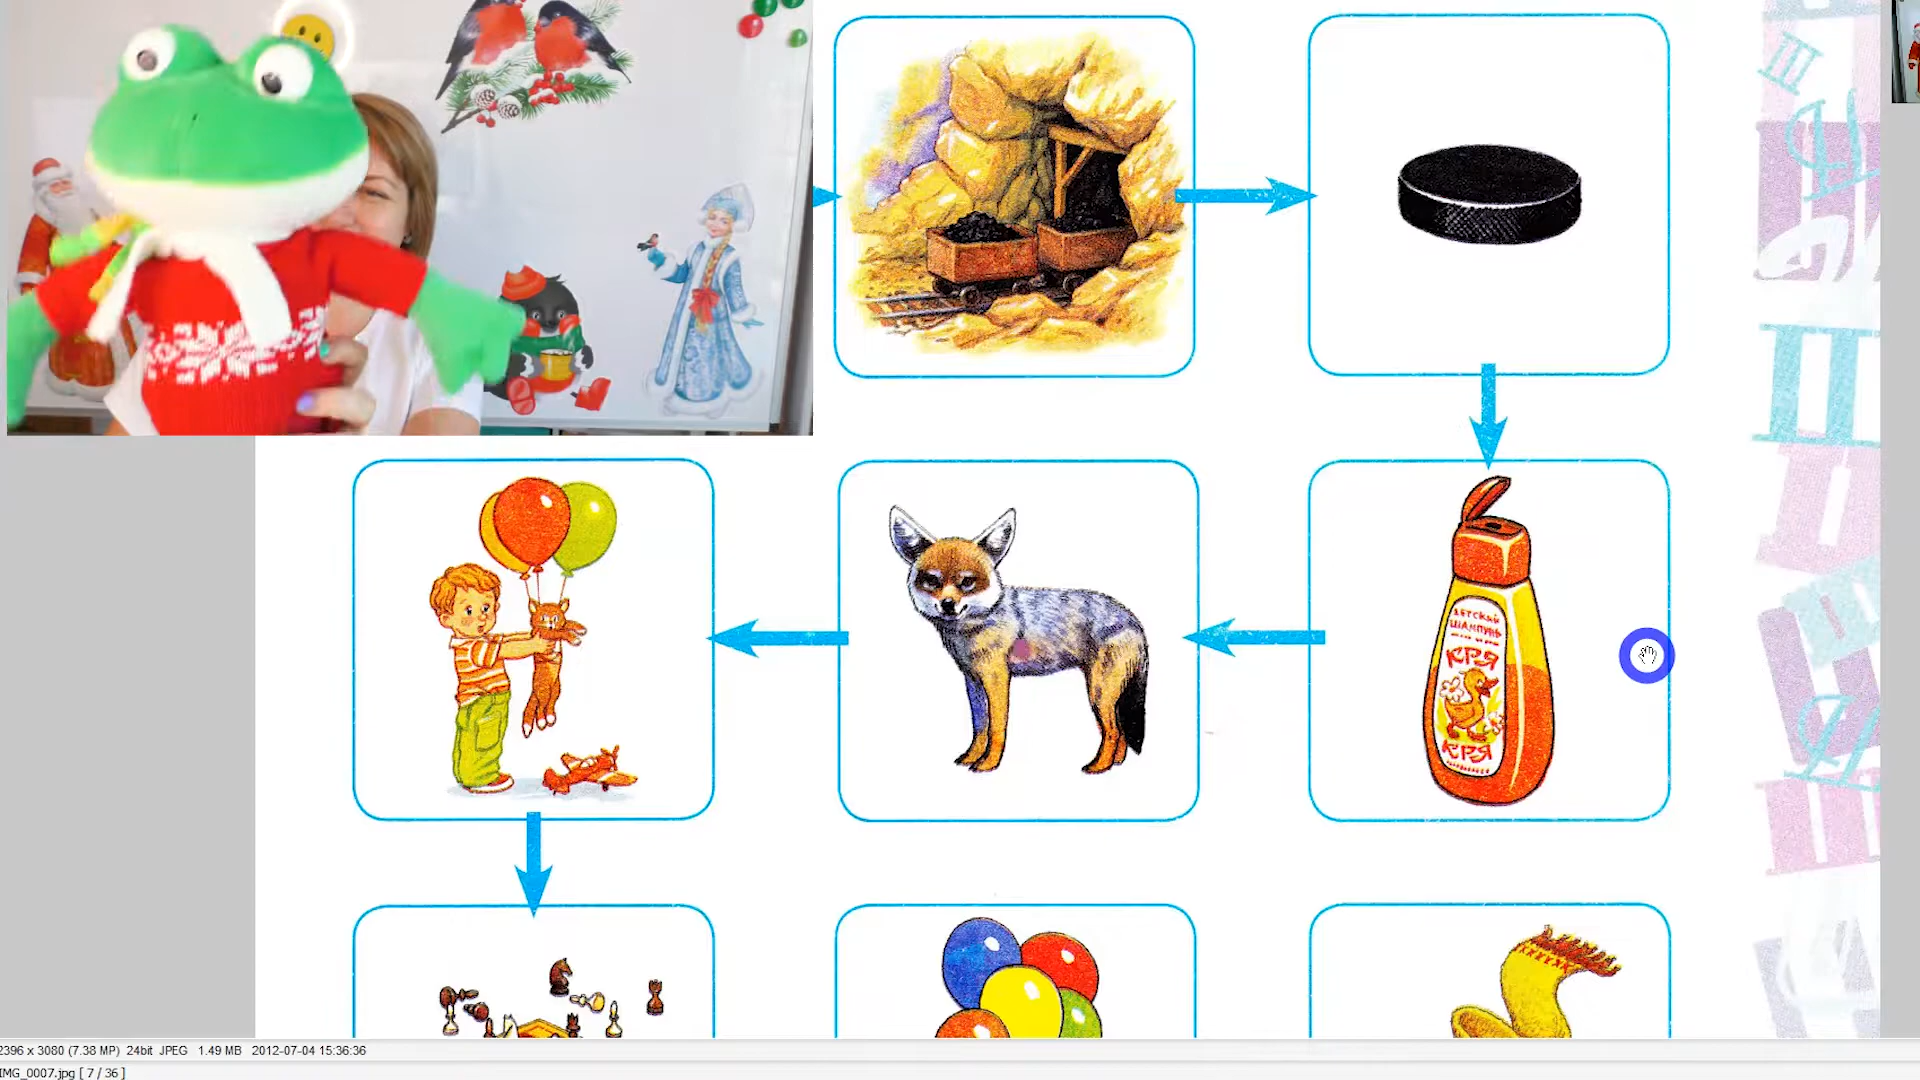 ДЕТСКИЙ
ШАМПУНЬ
КРЯ
КРЯ
2396 x 3080 (7.38 MP) 24bit JPEG 1.49 MB 2012-07-04 15:36:36
IMG_0007.jpg [ 7 / 36 ]